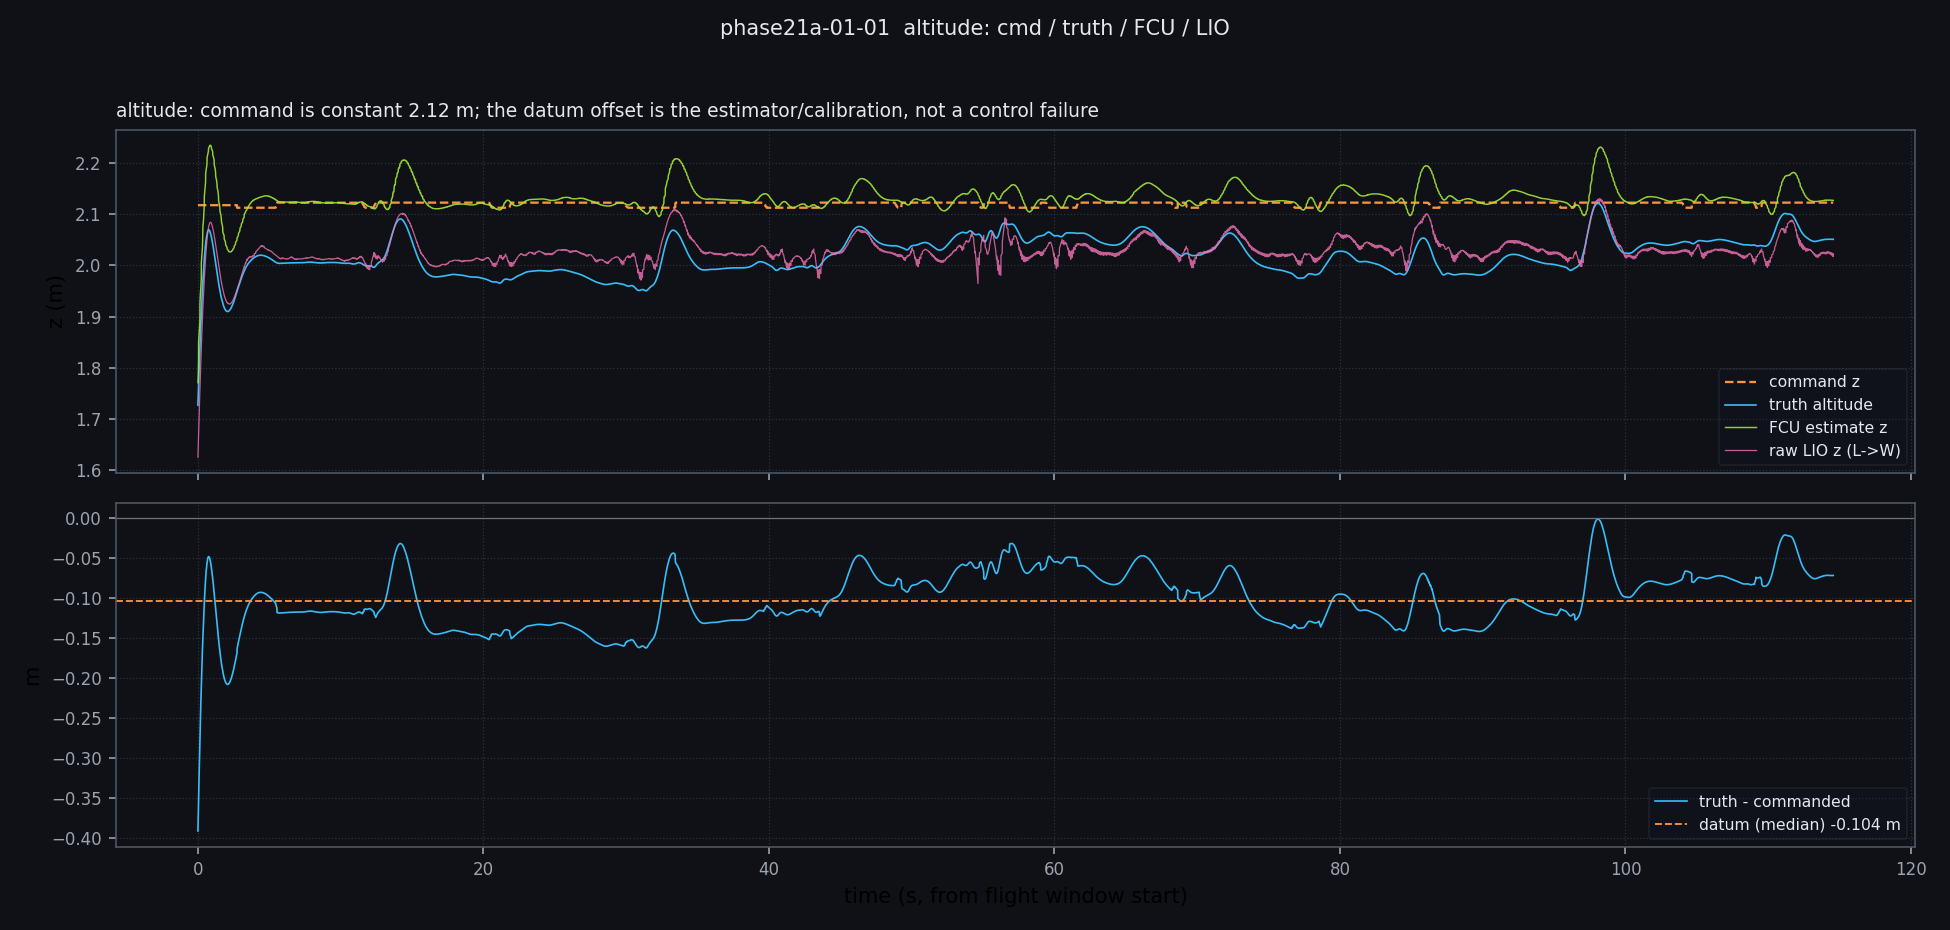 phase21a-01-01  altitude: cmd / truth / FCU / LIO
altitude: command is constant 2.12 m; the datum offset is the estimator/calibration, not a control failure
z (m)
2.2
2.1
2.0
1.9
1.8
1.7
1.6
command z
truth altitude
FCU estimate z
raw LIO z (L->W)
m
0.00
−0.05
−0.10
−0.15
−0.20
−0.25
−0.30
−0.35
−0.40
truth - commanded
datum (median) -0.104 m
0 20 40 60 80 100 120
time (s, from flight window start)